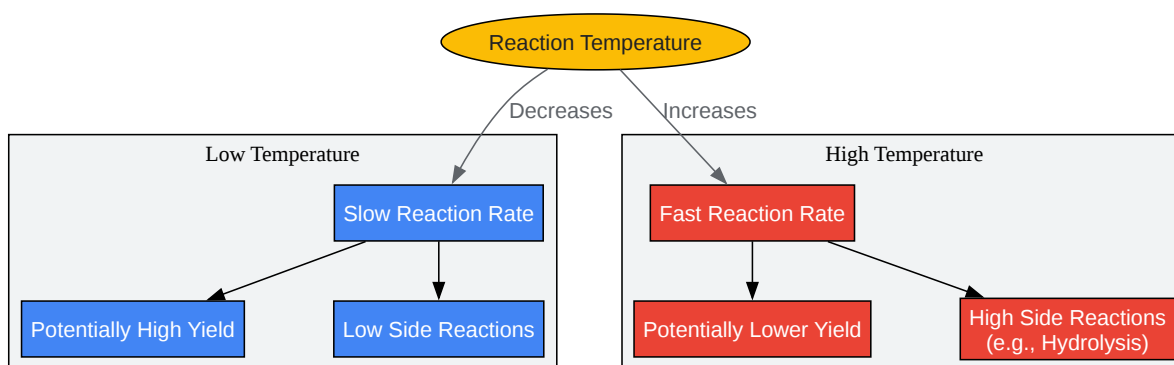 Reaction Temperature
Decreases
Increases
Low Temperature
High Temperature
Slow Reaction Rate
Fast Reaction Rate
Potentially High Yield
Low Side Reactions
Potentially Lower Yield
High Side Reactions
(e.g., Hydrolysis)